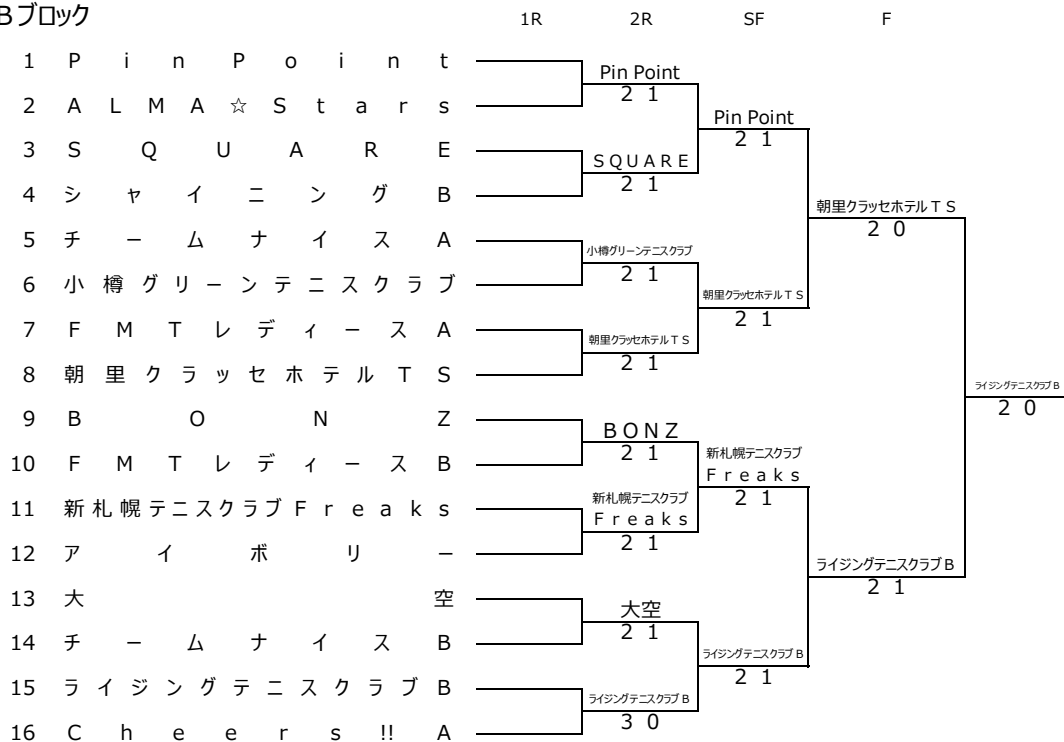 Bブロック
1R 2R SF F
1 Pin Point
2 ALMA☆Stars
3 SQUARE
4 シャイニングB
5 チームナイスA
6 小樽グリーンテニスクラブ
7 FMTレディースA
8 朝里クラッセホテルTS
9 BONZ
10 FMTレディースB
11 新札幌テニスクラブFreaks
12 アイボリー
13 大空
14 チームナイスB
15 ライジングテニスクラブB
16 Cheers!! A
Pin Point
2 1
SQUARE
2 1
小樽グリーンテニスクラブ
2 1
朝里クラッセホテルTS
2 1
BONZ
2 1
新札幌テニスクラブ
Freaks
2 1
大空
2 1
ライジングテニスクラブB
3 0
Pin Point
2 1
朝里クラッセホテルTS
2 1
新札幌テニスクラブ
Freaks
2 1
ライジングテニスクラブB
2 1
朝里クラッセホテルTS
2 0
ライジングテニスクラブB
2 1
ライジングテニスクラブB
2 0